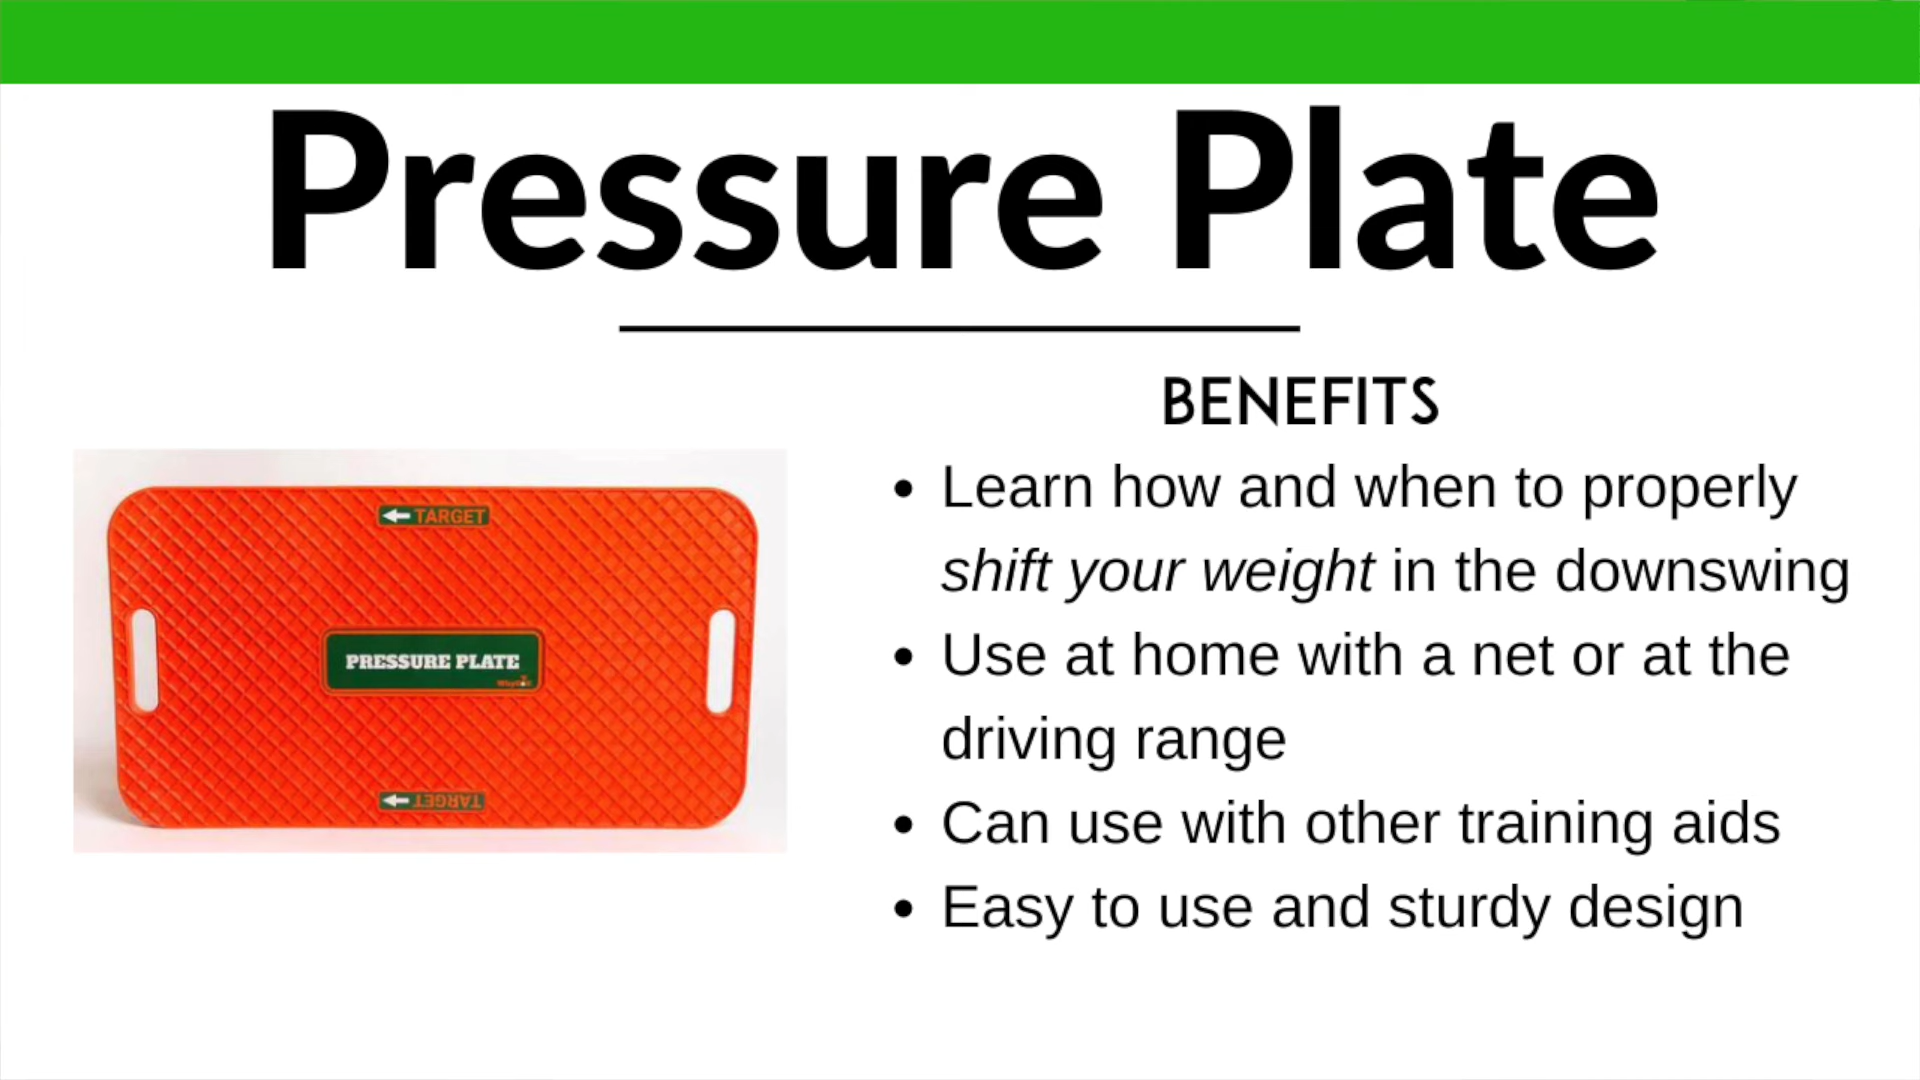 Pressure Plate
BENEFITS
TARGET
PRESSURE PLATE
TARGET
• Learn how and when to properly
shift your weight in the downswing
• Use at home with a net or at the
driving range
• Can use with other training aids
• Easy to use and sturdy design